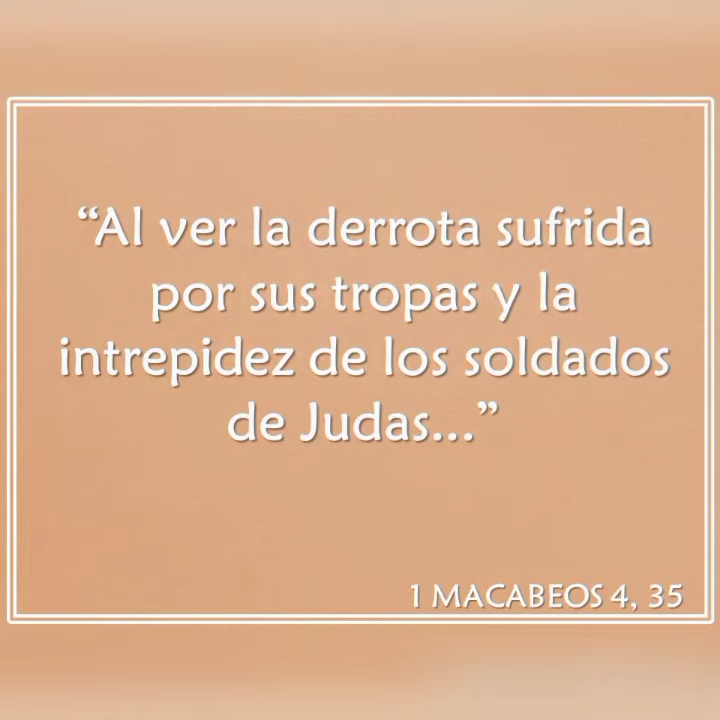 “Al ver la derrota sufrida
por sus tropas y la
intrepidez de los soldados
de Judas...”
1 MACABEOS 4, 35